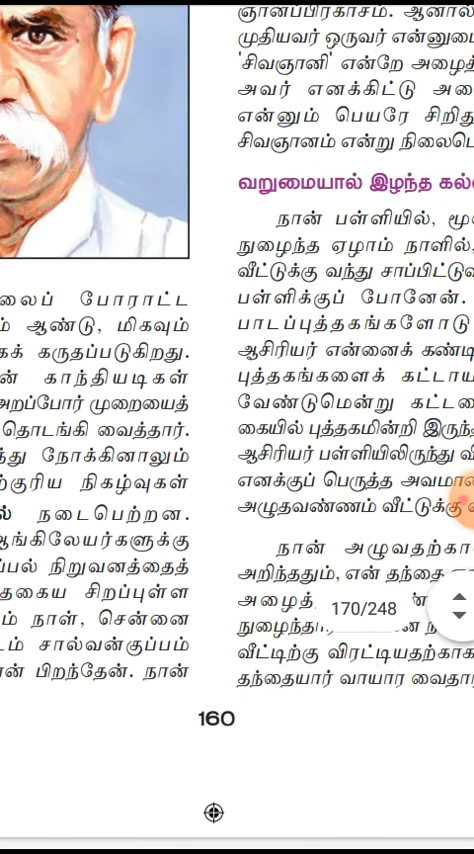 லைப் போராட்ட
ம் ஆண்டு, மிகவும்
கக் கருதப்படுகிறது.
ன் காந்தியடிகள்
அறப்போர் முறையைத்
தொடங்கி வைத்தார்.
ந்து நோக்கினாலும்
ற்குரிய நிகழ்வுகள்
ல் நடைபெற்றன.
ஆங்கிலேயர்களுக்கு
ப்பல் நிறுவனத்தைத்
தகைய சிறப்புள்ள
ம் நாள், சென்னை
டம் சால்வன்குப்பம்
ான் பிறந்தேன். நான்
ஞானப்பிரகாசம். ஆனால்
முதியவர் ஒருவர் என்னுடை
'சிவஞானி' என்றே அழைத்
அவர் எனக்கிட்டு அழை
என்னும் பெயரே சிறிது
சிவஞானம் என்று நிலைபெ
வறுமையால் இழந்த கல்
நான் பள்ளியில், மூ
நுழைந்த ஏழாம் நாளில்,
வீட்டுக்கு வந்து சாப்பிட்டு
பள்ளிக்குப் போனேன்.
பாடப்புத்தகங்களோடு
ஆசிரியர் என்னைக் கண்டி
புத்தகங்களைக் கட்டாய
வேண்டுமென்று கட்டளை
கையில் புத்தகமின்றி இருந்
ஆசிரியர் பள்ளியிலிருந்து வி
எனக்குப் பெருத்த அவமான
அழுதவண்ணம் வீட்டுக்கு
நான் அழுவதற்கா
அறிந்ததும், என் தந்தை
அழைத்
நுழைந்
வீட்டிற்கு விரட்டியதற்காக
தந்தையார் வாயார வைதார்
170/248
160